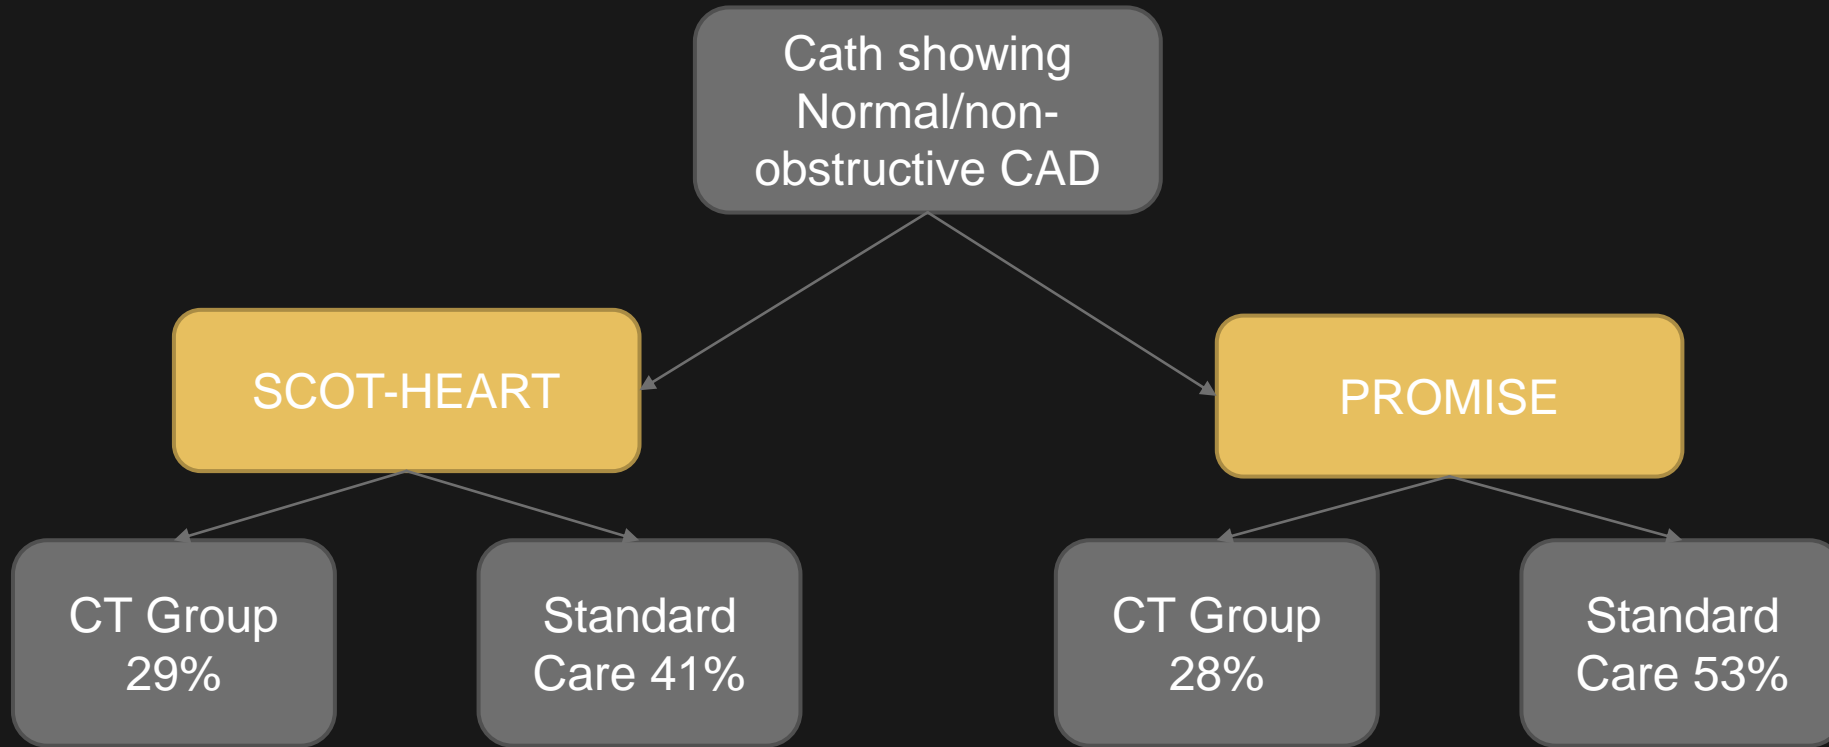 Cath showing
Normal/non-
obstructive CAD
SCOT-HEART
PROMISE
CT Group
29%
Standard
Care 41%
CT Group
28%
Standard
Care 53%